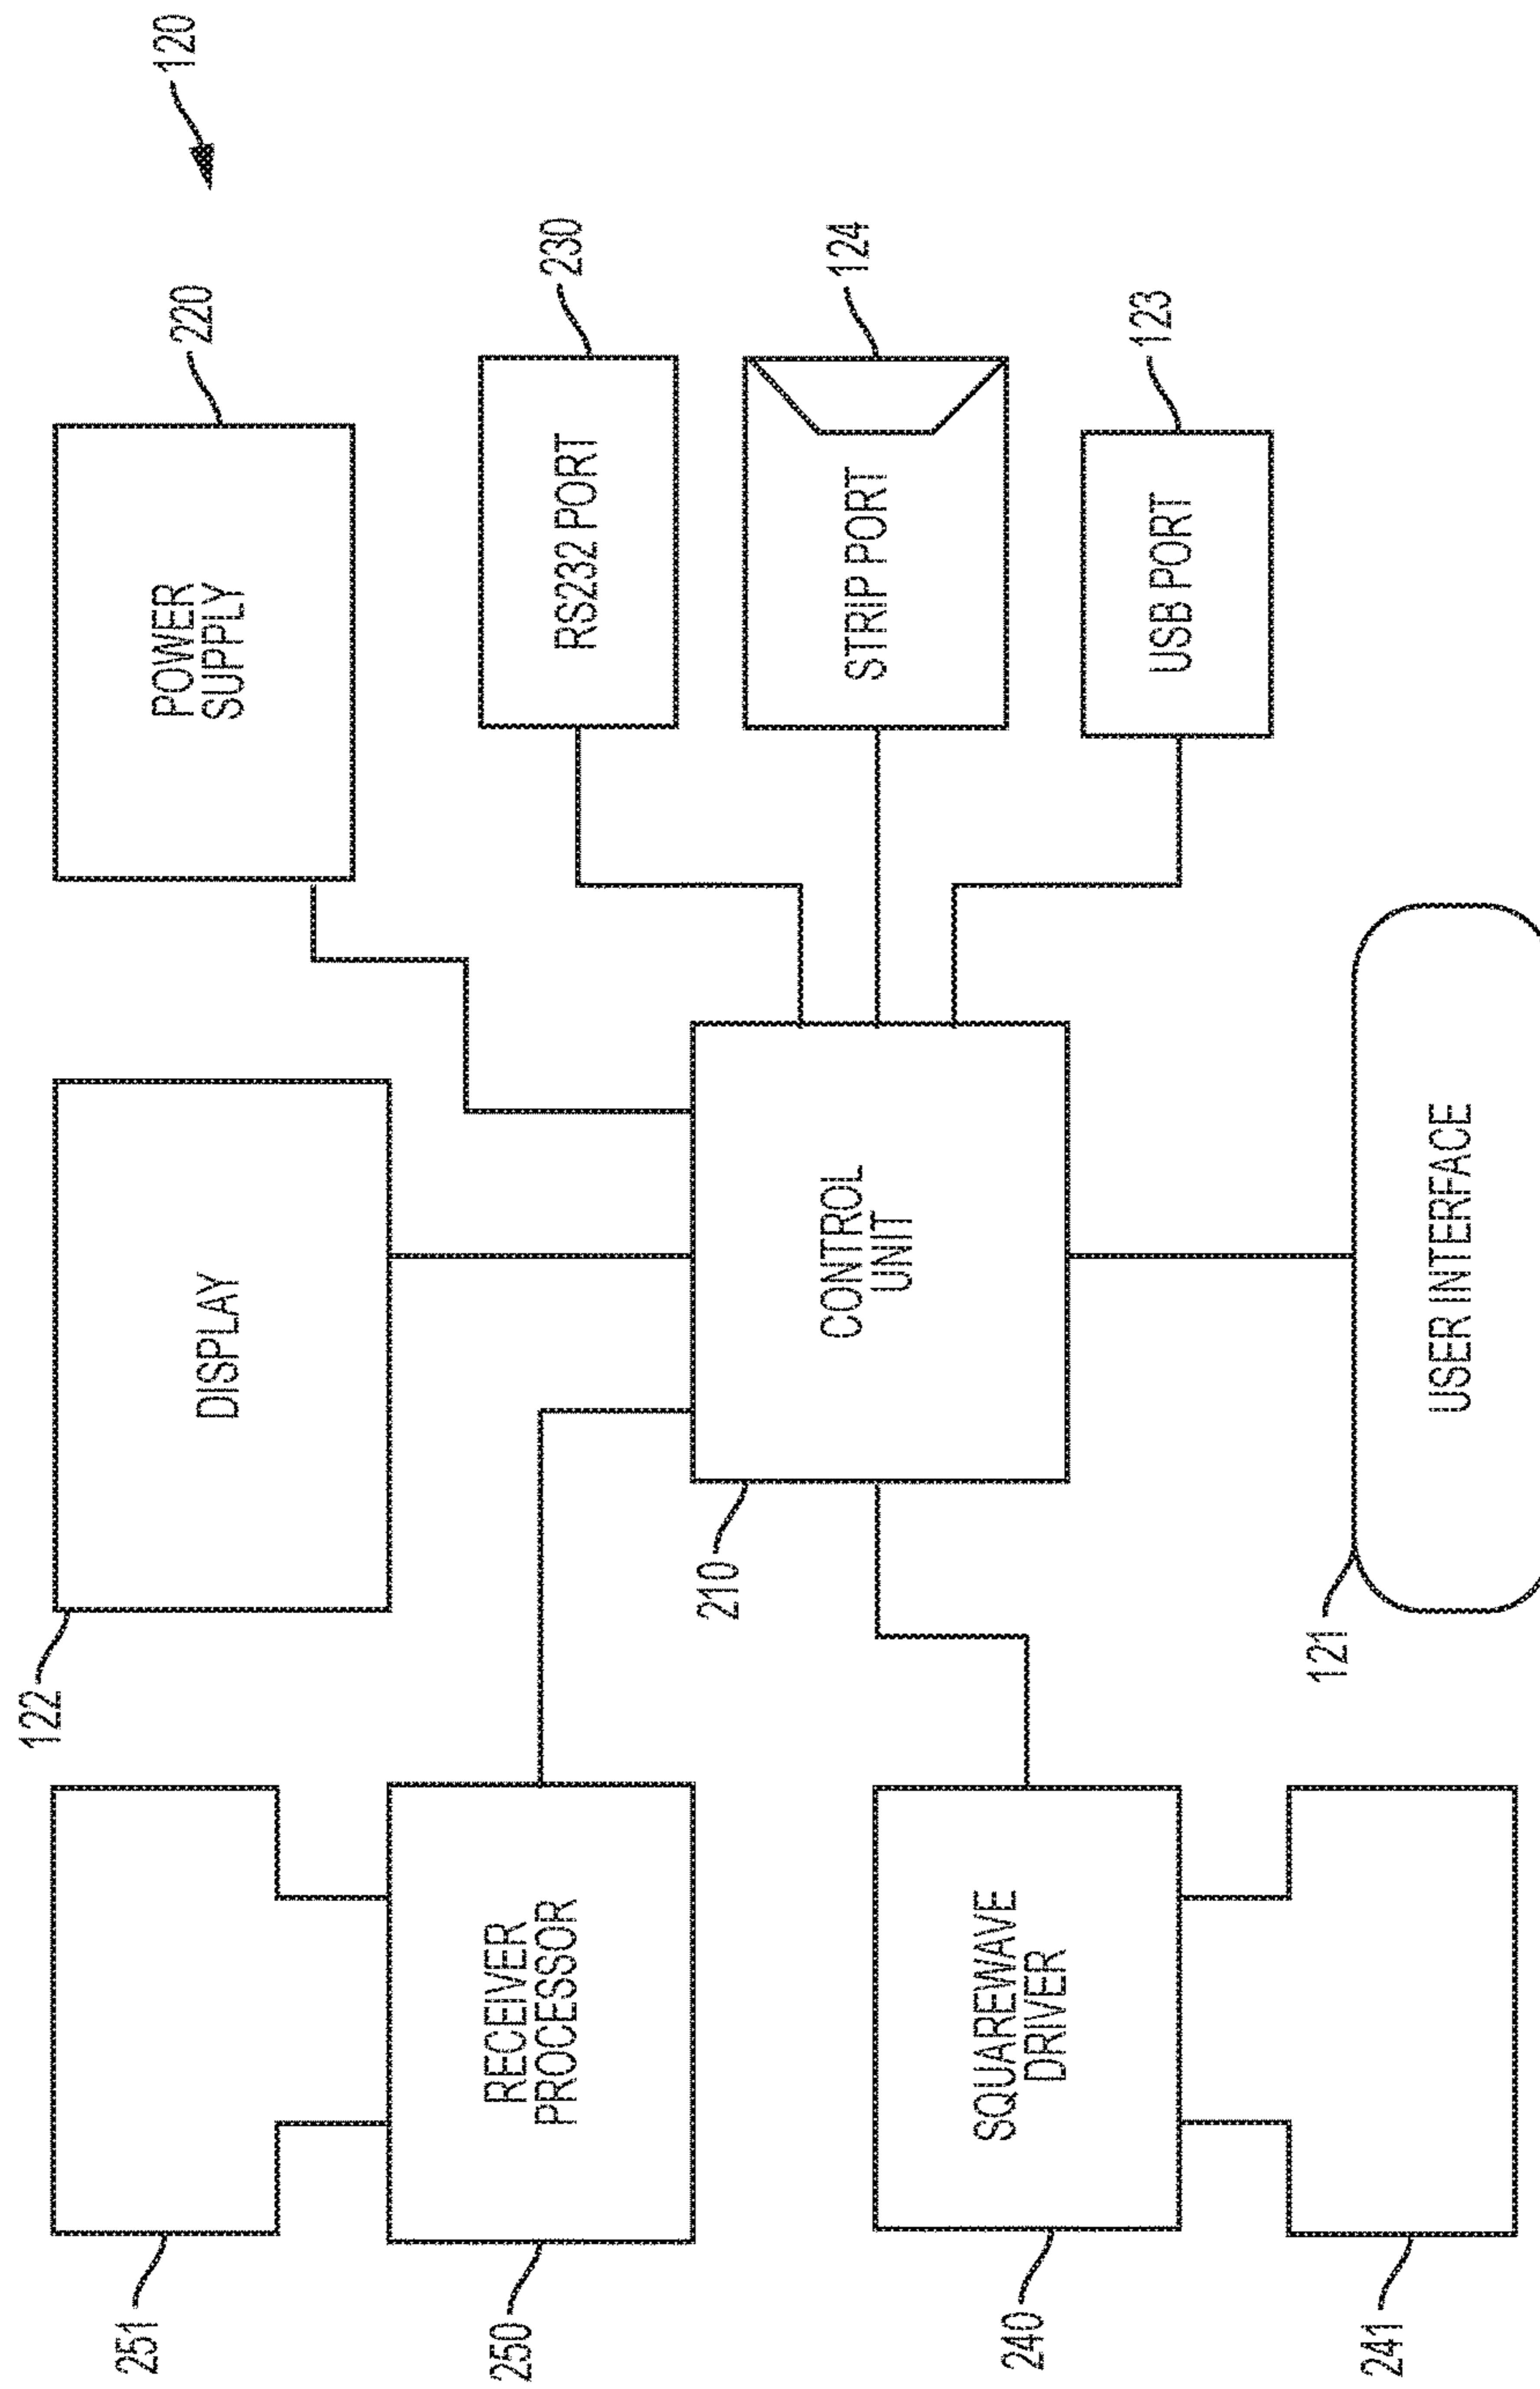 251
122
220
120
DISPLAY
POWER
SUPPLY
250
RECEIVER
PROCESSOR
RS232 PORT
230
210
CONTROL
UNIT
STRIP PORT
124
240
SQUAREWAVE
DRIVER
USB PORT
123
241
121
USER INTERFACE